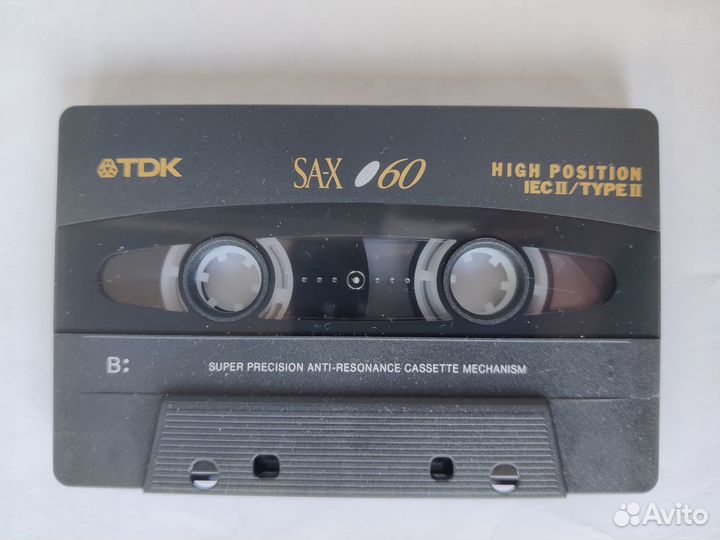 TDK SA-X 60 HIGH POSITION
IEC II/TYPE II
B: SUPER PRECISION ANTI-RESONANCE CASSETTE MECHANISM
Avito